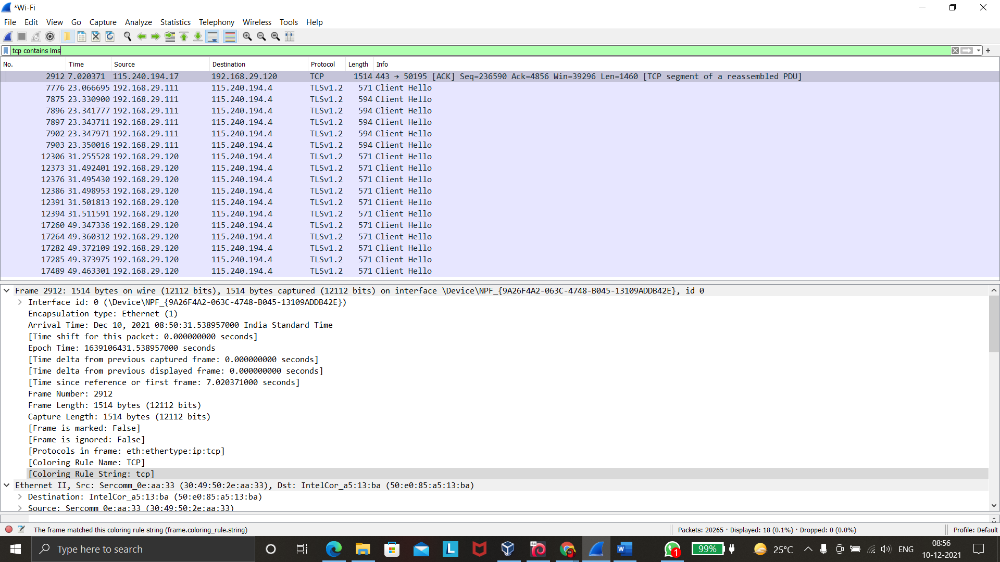 *Wi-Fi
File Edit View Go Capture Analyze Statistics Telephony Wireless Tools Help
tcp contains lms
No. Time Source Destination Protocol Length Info
2912 7.020371 115.240.194.17 192.168.29.120 TCP 1514 443 → 50195 [ACK] Seq=236590 Ack=4856 Win=39296 Len=1460 [TCP segment of a reassembled PDU]
7776 23.066695 192.168.29.111 115.240.194.4 TLSv1.2 571 Client Hello
7875 23.330900 192.168.29.111 115.240.194.4 TLSv1.2 594 Client Hello
7896 23.341777 192.168.29.111 115.240.194.4 TLSv1.2 594 Client Hello
7897 23.343711 192.168.29.111 115.240.194.4 TLSv1.2 594 Client Hello
7902 23.347971 192.168.29.111 115.240.194.4 TLSv1.2 594 Client Hello
7903 23.350016 192.168.29.111 115.240.194.4 TLSv1.2 594 Client Hello
12306 31.255528 192.168.29.120 115.240.194.4 TLSv1.2 571 Client Hello
12373 31.492401 192.168.29.120 115.240.194.4 TLSv1.2 571 Client Hello
12376 31.495430 192.168.29.120 115.240.194.4 TLSv1.2 571 Client Hello
12386 31.498953 192.168.29.120 115.240.194.4 TLSv1.2 571 Client Hello
12391 31.501813 192.168.29.120 115.240.194.4 TLSv1.2 571 Client Hello
12394 31.511591 192.168.29.120 115.240.194.4 TLSv1.2 571 Client Hello
17260 49.347336 192.168.29.120 115.240.194.4 TLSv1.2 571 Client Hello
17264 49.360312 192.168.29.120 115.240.194.4 TLSv1.2 571 Client Hello
17282 49.372109 192.168.29.120 115.240.194.4 TLSv1.2 571 Client Hello
17285 49.373975 192.168.29.120 115.240.194.4 TLSv1.2 571 Client Hello
17489 49.463301 192.168.29.120 115.240.194.4 TLSv1.2 571 Client Hello
Frame 2912: 1514 bytes on wire (12112 bits), 1514 bytes captured (12112 bits) on interface \Device\NPF_{9A26F4A2-063C-4748-B045-13109ADDB42E}, id 0
Interface id: 0 (\Device\NPF_{9A26F4A2-063C-4748-B045-13109ADDB42E})
Encapsulation type: Ethernet (1)
Arrival Time: Dec 10, 2021 08:50:31.538957000 India Standard Time
[Time shift for this packet: 0.000000000 seconds]
Epoch Time: 1639106431.538957000 seconds
[Time delta from previous captured frame: 0.000000000 seconds]
[Time delta from previous displayed frame: 0.000000000 seconds]
[Time since reference or first frame: 7.020371000 seconds]
Frame Number: 2912
Frame Length: 1514 bytes (12112 bits)
Capture Length: 1514 bytes (12112 bits)
[Frame is marked: False]
[Frame is ignored: False]
[Protocols in frame: eth:ethertype:ip:tcp]
[Coloring Rule Name: TCP]
[Coloring Rule String: tcp]
Ethernet II, Src: Sercomm_0e:aa:33 (30:49:50:2e:aa:33), Dst: IntelCor_a5:13:ba (50:e0:85:a5:13:ba)
Destination: IntelCor_a5:13:ba (50:e0:85:a5:13:ba)
Source: Sercomm_0e:aa:33 (30:49:50:2e:aa:33)
The frame matched this coloring rule string (frame.coloring_rule.string) Packets: 20265 · Displayed: 18 (0.1%) · Dropped: 0 (0.0%) Profile: Default
Type here to search L 64 W 1 99% 25°C ENG 08:56
10-12-2021